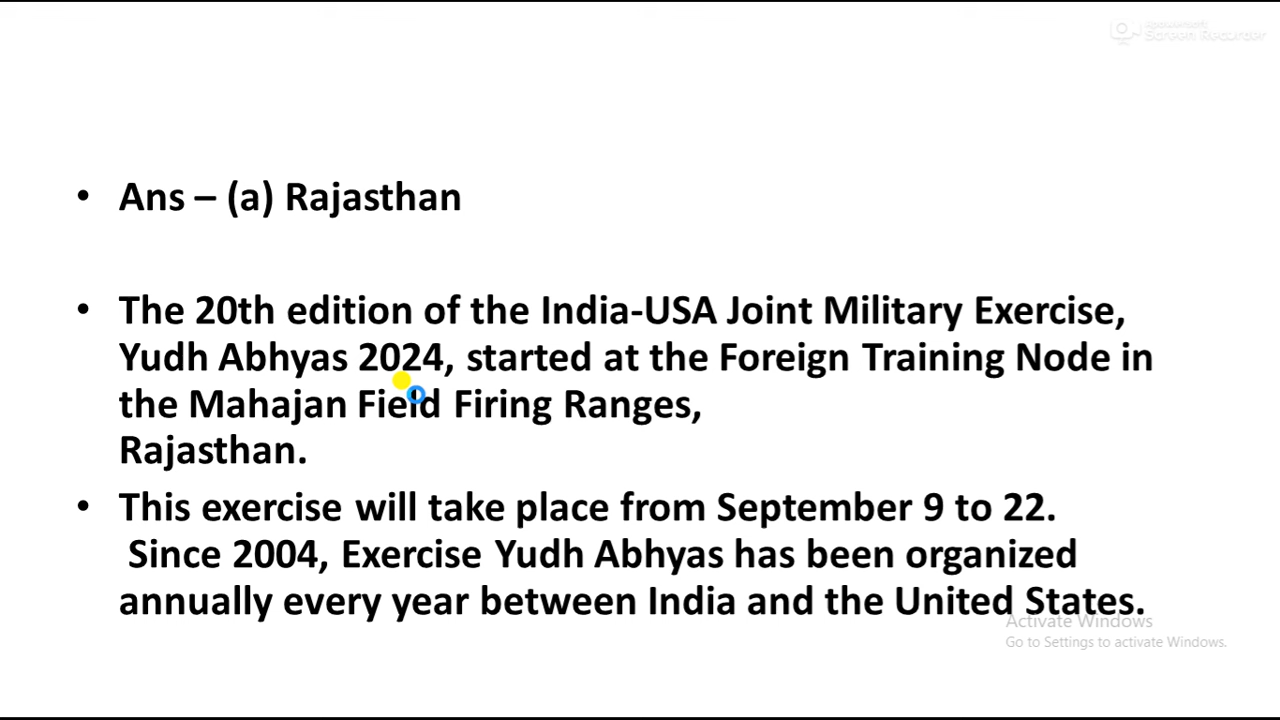 Apowersoft
Screen Recorder
• Ans – (a) Rajasthan
• The 20th edition of the India-USA Joint Military Exercise,
Yudh Abhyas 2024, started at the Foreign Training Node in
the Mahajan Field Firing Ranges,
Rajasthan.
• This exercise will take place from September 9 to 22.
Since 2004, Exercise Yudh Abhyas has been organized
annually every year between India and the United States.
Activate Windows
Go to Settings to activate Windows.